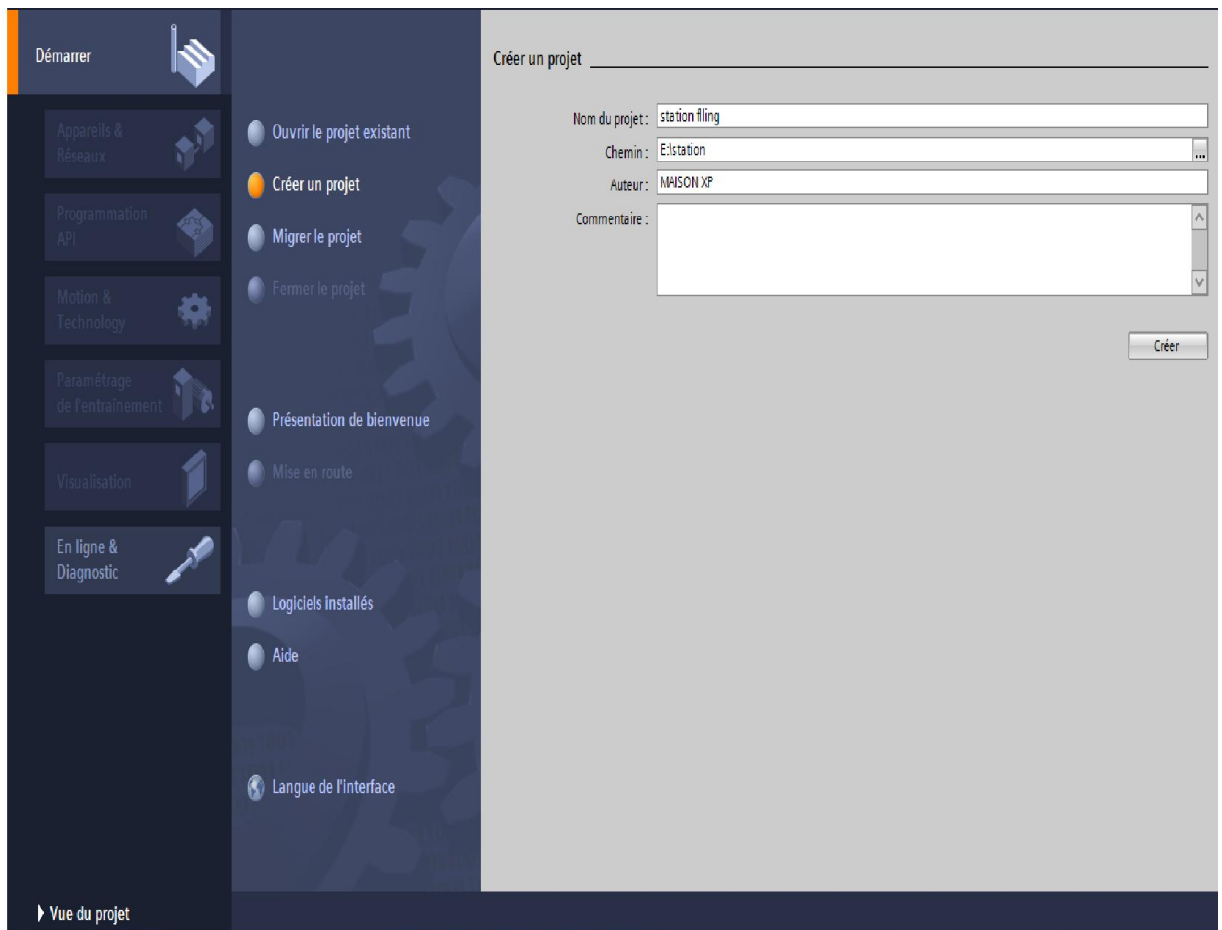 Démarrer
Appareils &
Réseaux
Programmation
API
Motion &
Technology
Paramétrage
de l'entraînement
Visualisation
En ligne &
Diagnostic
Vue du projet
Ouvrir le projet existant
Créer un projet
Migrer le projet
Fermer le projet
Présentation de bienvenue
Mise en route
Logiciels installés
Aide
Langue de l'interface
Créer un projet
Nom du projet : station flling
Chemin : E:\station
...
Auteur : MAISON XP
Commentaire :
Créer